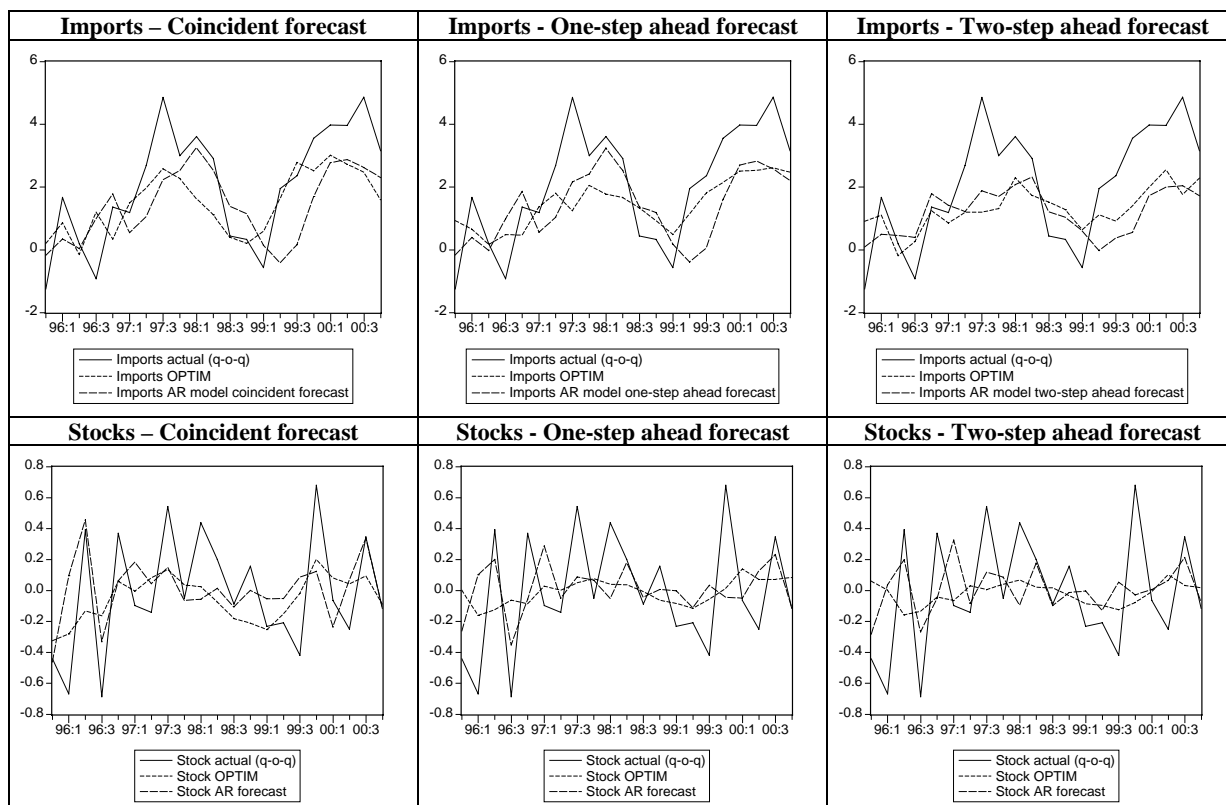 Imports – Coincident forecast
Imports - One-step ahead forecast
Imports - Two-step ahead forecast
6
4
2
0
-2
96:1 96:3 97:1 97:3 98:1 98:3 99:1 99:3 00:1 00:3
Imports actual (q-o-q)
Imports OPTIM
Imports AR model coincident forecast
6
4
2
0
-2
96:1 96:3 97:1 97:3 98:1 98:3 99:1 99:3 00:1 00:3
Imports actual (q-o-q)
Imports OPTIM
Imports AR model one-step ahead forecast
6
4
2
0
-2
96:1 96:3 97:1 97:3 98:1 98:3 99:1 99:3 00:1 00:3
Imports actual (q-o-q)
Imports OPTIM
Imports AR model two-step ahead forecast
Stocks – Coincident forecast
Stocks - One-step ahead forecast
Stocks - Two-step ahead forecast
0.8
0.6
0.4
0.2
0.0
-0.2
-0.4
-0.6
-0.8
96:1 96:3 97:1 97:3 98:1 98:3 99:1 99:3 00:1 00:3
Stock actual (q-o-q)
Stock OPTIM
Stock AR forecast
0.8
0.6
0.4
0.2
0.0
-0.2
-0.4
-0.6
-0.8
96:1 96:3 97:1 97:3 98:1 98:3 99:1 99:3 00:1 00:3
Stock actual (q-o-q)
Stock OPTIM
Stock AR forecast
0.8
0.6
0.4
0.2
0.0
-0.2
-0.4
-0.6
-0.8
96:1 96:3 97:1 97:3 98:1 98:3 99:1 99:3 00:1 00:3
Stock actual (q-o-q)
Stock OPTIM
Stock AR forecast